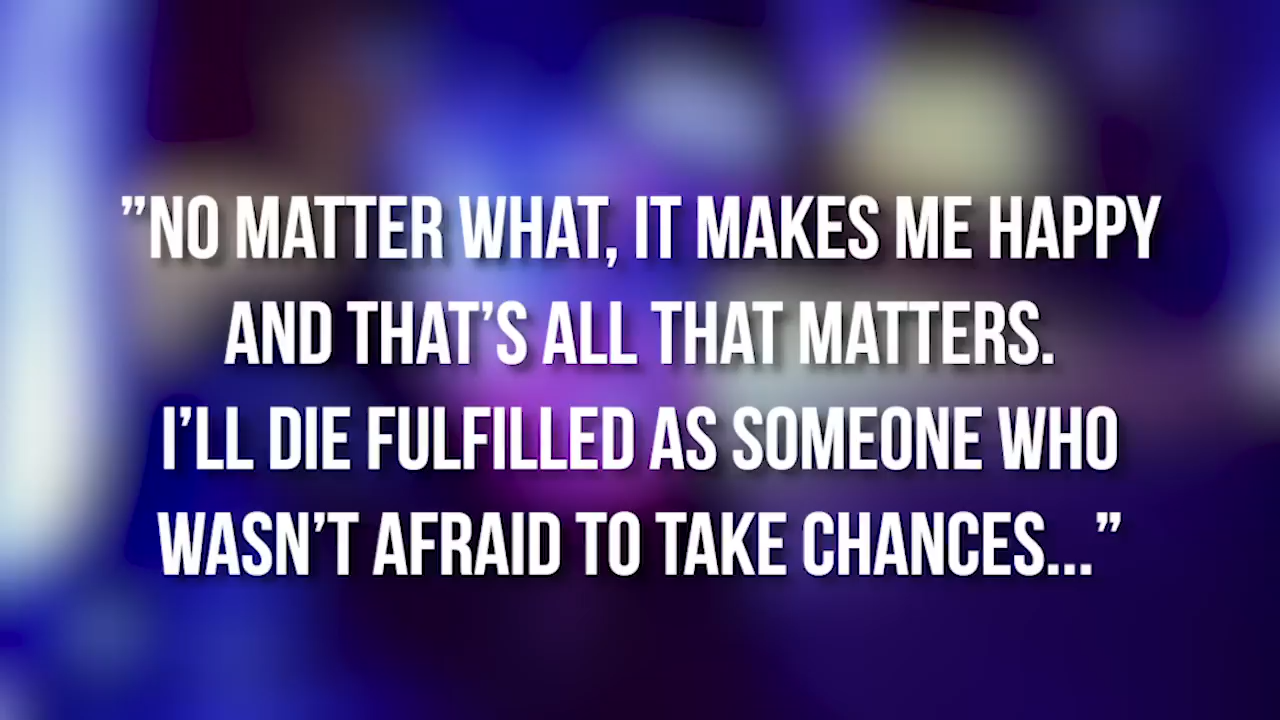 ”NO MATTER WHAT, IT MAKES ME HAPPY
AND THAT’S ALL THAT MATTERS.
I’LL DIE FULFILLED AS SOMEONE WHO
WASN’T AFRAID TO TAKE CHANCES...”